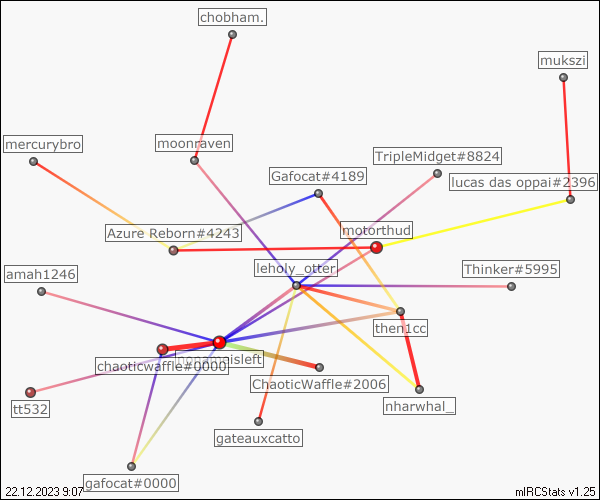 chobham.
mukszi
mercurybro
moonraven
TripleMidget#8824
Gafocat#4189
lucas das oppai#2396
Azure Reborn#4243
motorthud
leholy_otter
Thinker#5995
amah1246
then1cc
chaoticwaffle#0000
ChaoticWaffle#2006
tt532
nharwhal_
gateauxcatto
gafocat#0000
22.12.2023 9:07
mIRCStats v1.25